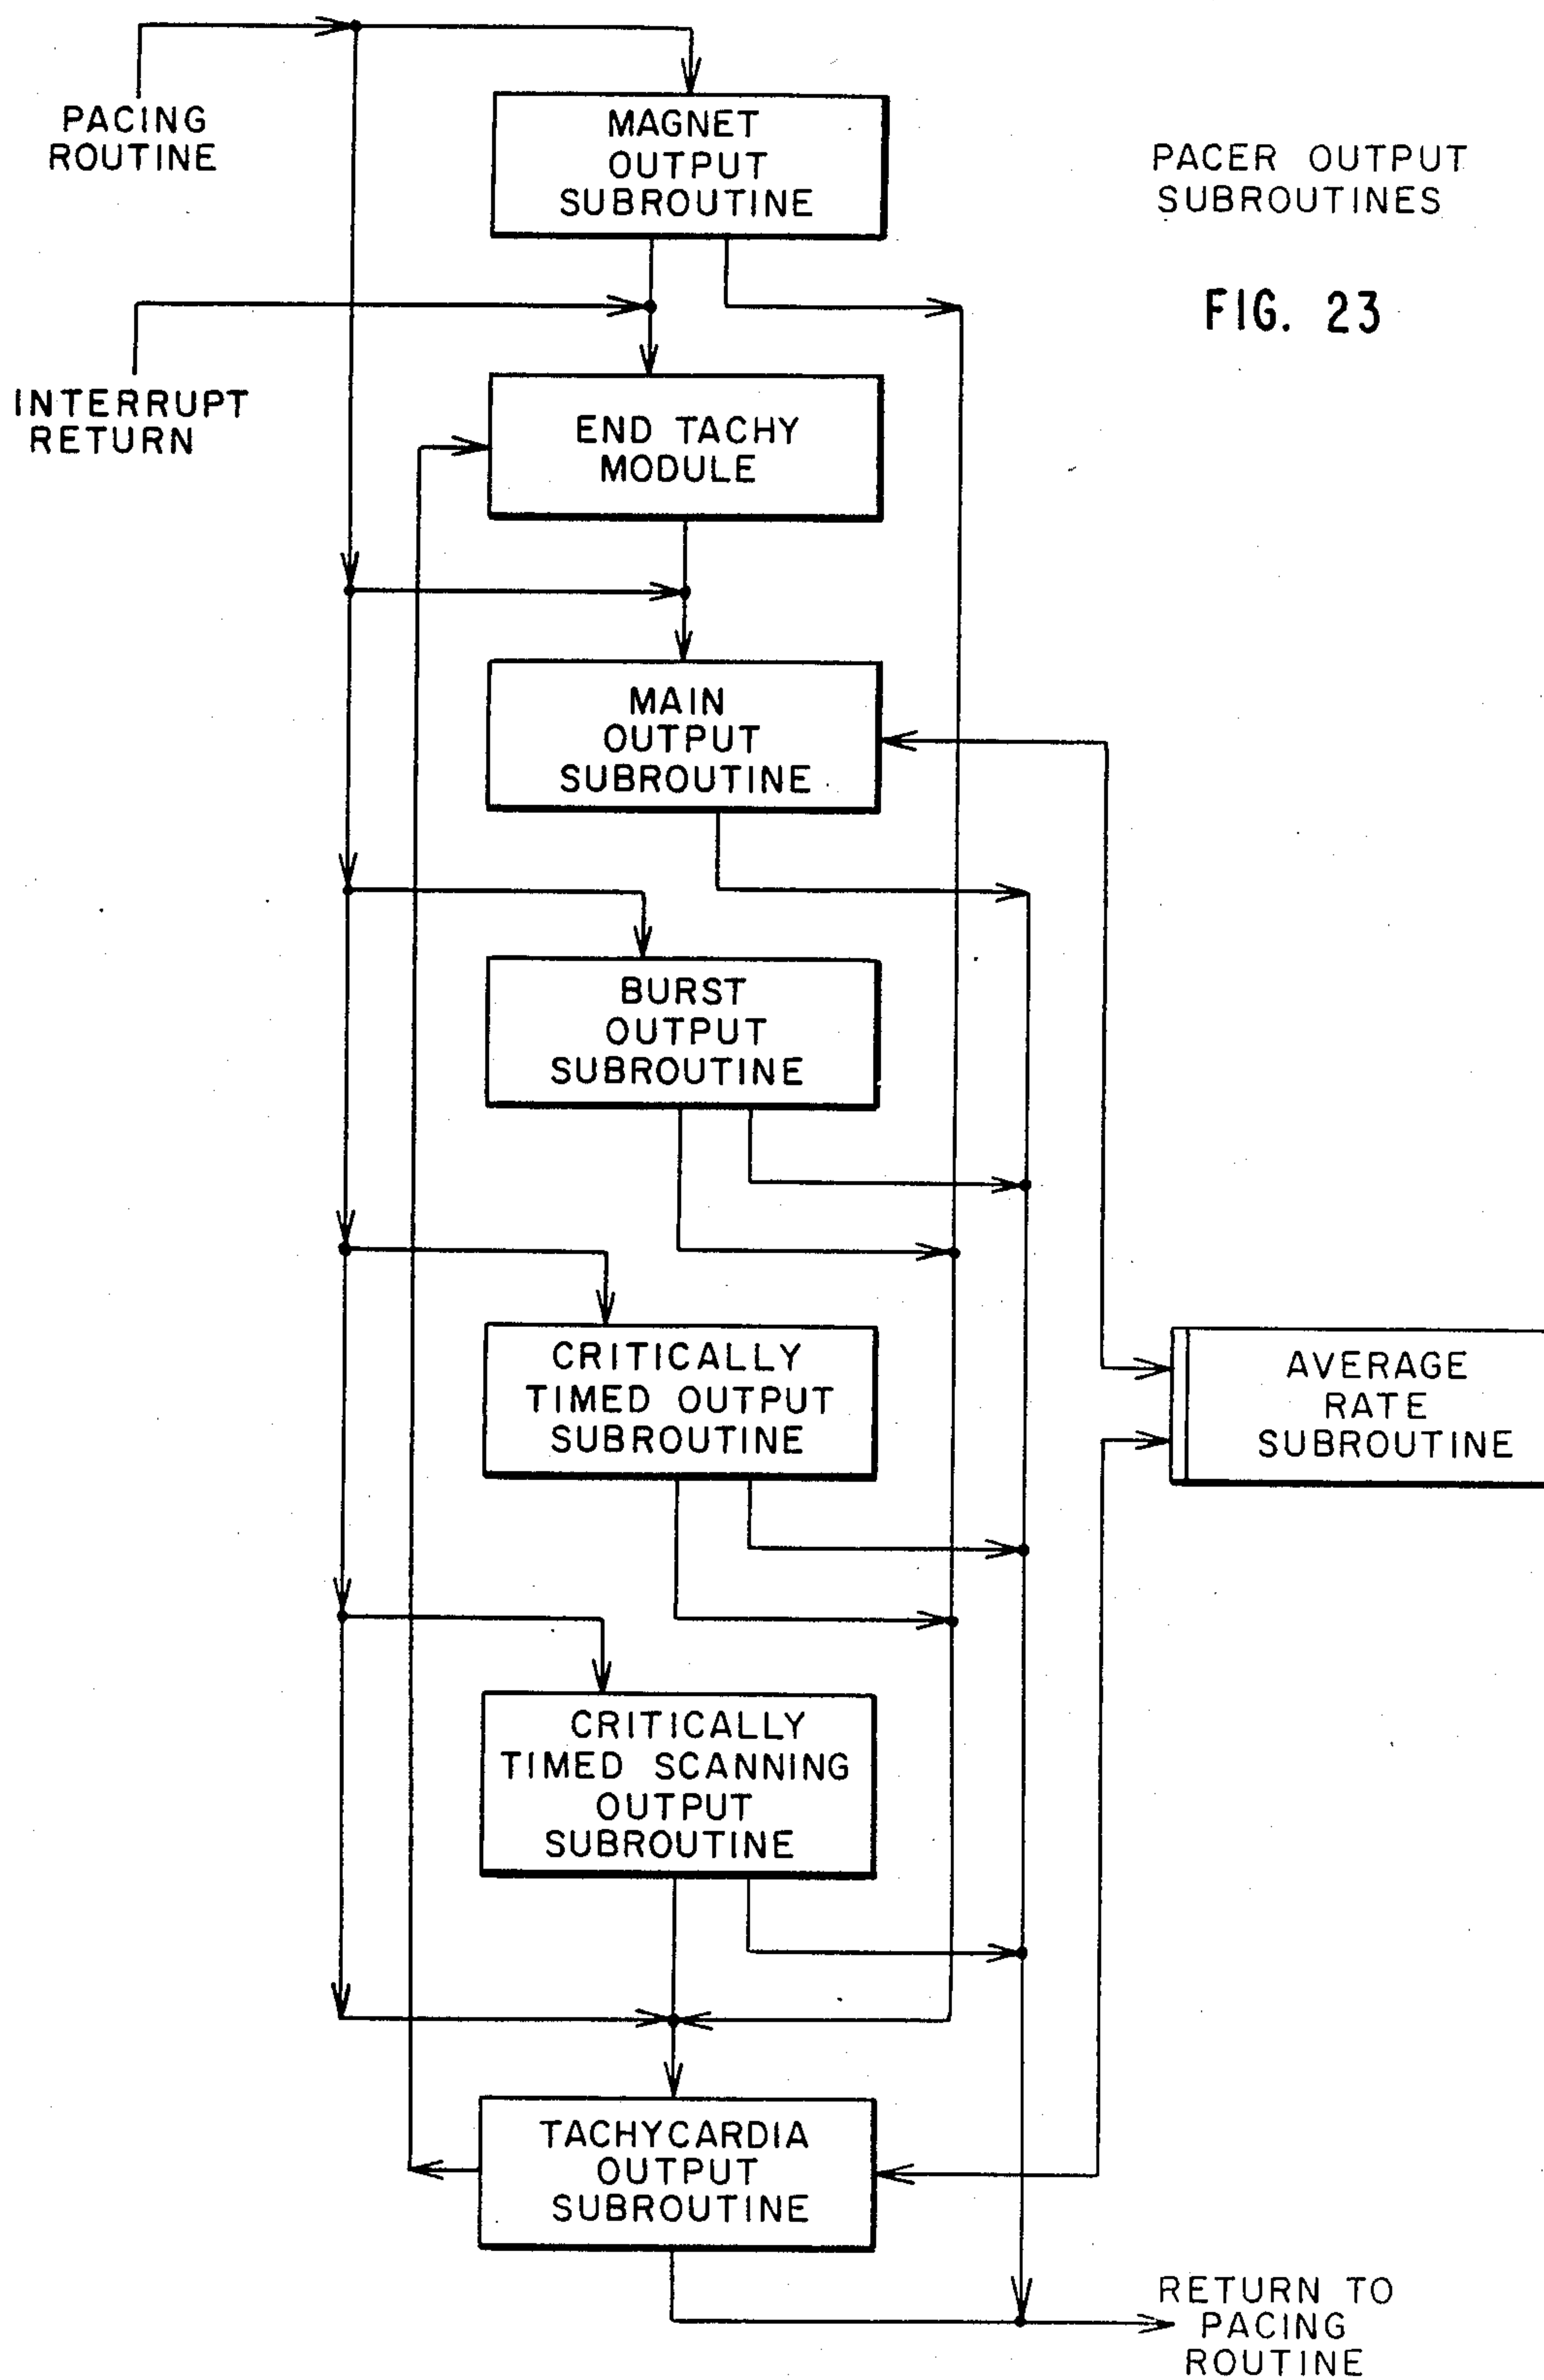 PACING
ROUTINE
MAGNET
OUTPUT
SUBROUTINE
PACER OUTPUT
SUBROUTINES
FIG. 23
INTERRUPT
RETURN
END TACHY
MODULE
MAIN
OUTPUT
SUBROUTINE
BURST
OUTPUT
SUBROUTINE
CRITICALLY
TIMED OUTPUT
SUBROUTINE
AVERAGE
RATE
SUBROUTINE
CRITICALLY
TIMED SCANNING
OUTPUT
SUBROUTINE
TACHYCARDIA
OUTPUT
SUBROUTINE
RETURN TO
PACING
ROUTINE